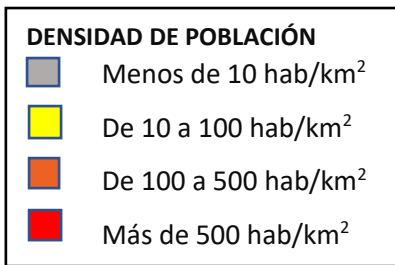 DENSIDAD DE POBLACIÓN
Menos de 10 hab/km²
De 10 a 100 hab/km²
De 100 a 500 hab/km²
Más de 500 hab/km²